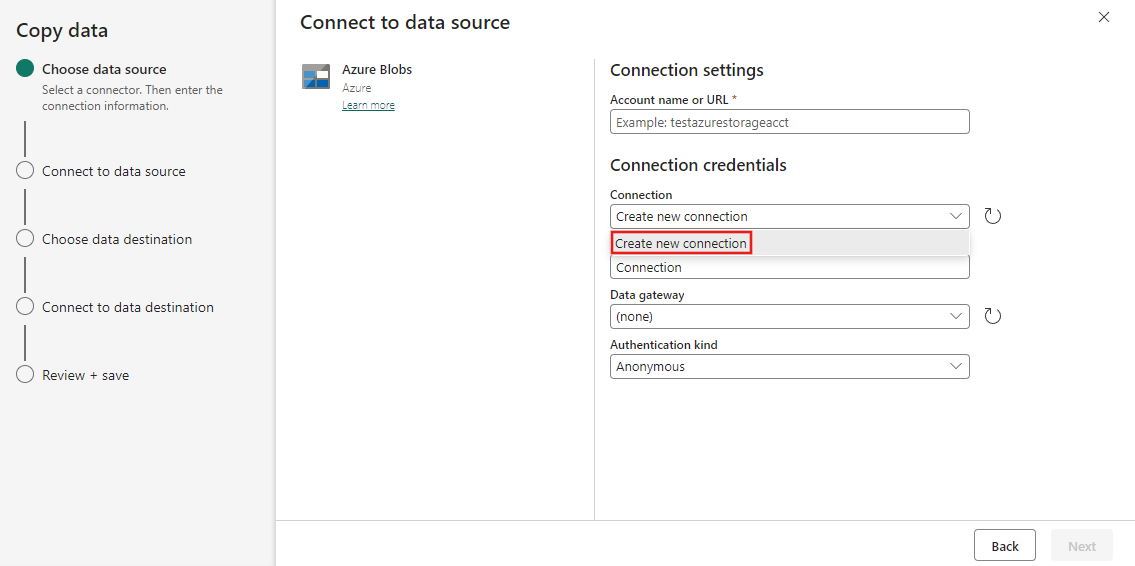 Copy data
Choose data source
Select a connector. Then enter the
connection information.
Connect to data source
Choose data destination
Connect to data destination
Review + save
Connect to data source
Azure Blobs
Azure
Learn more
Connection settings
Account name or URL *
Example: testazurestorageacct
Connection credentials
Connection
Create new connection
Create new connection
Connection
Data gateway
(none)
Authentication kind
Anonymous
Back
Next